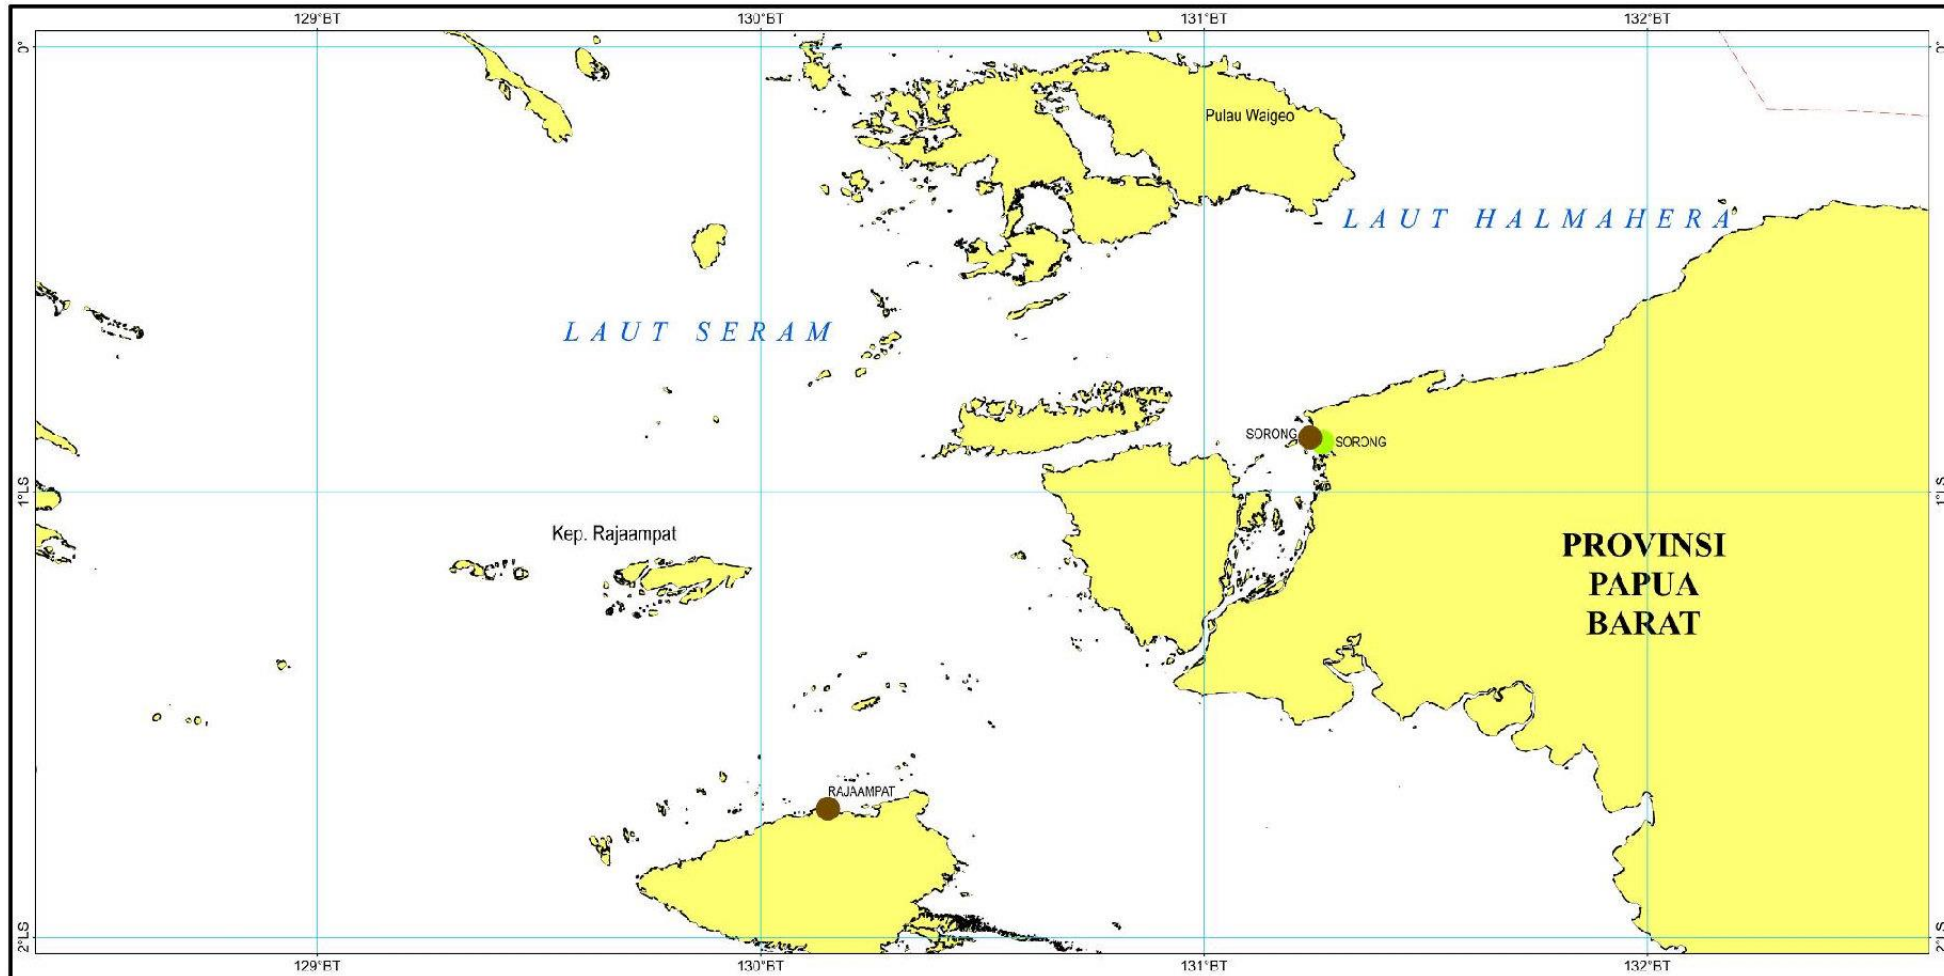 129°BT
130°BT
131°BT
132°BT
0°
0°
Pulau Waigeo
LAUT HALMAHERA
LAUT SERAM
SORONG
SORONG
1°LS
1°LS
Kep. Rajaampat
PROVINSI
PAPUA
BARAT
RAJAAMPAT
2°LS
2°LS
129°BT
130°BT
131°BT
132°BT